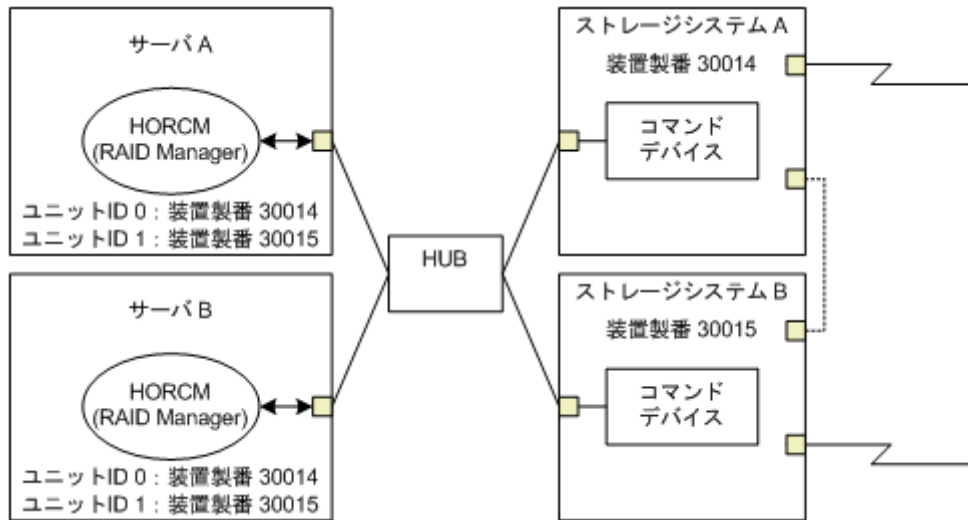 サーバ A
HORCM
(RAID Manager)
ユニットID 0：装置製番 30014
ユニットID 1：装置製番 30015
サーバ B
HORCM
(RAID Manager)
ユニットID 0：装置製番 30014
ユニットID 1：装置製番 30015
HUB
ストレージシステム A
装置製番 30014
コマンド
デバイス
ストレージシステム B
装置製番 30015
コマンド
デバイス